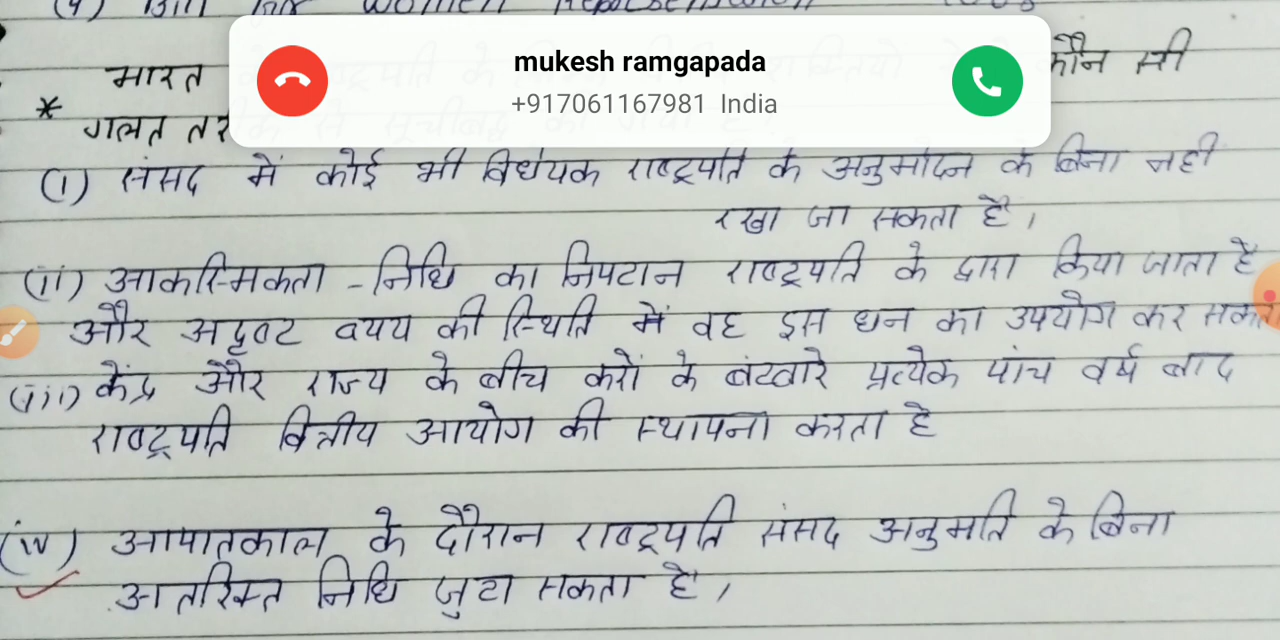 भारत
कौन सी
mukesh ramgapada
+917061167981 India
* गलत
(i) संसद में कोई भी विधेयक राष्ट्रपति के अनुमोदन के बिना नही
रखा जा सकता है।
(ii) आकस्मिकता - निधि का निपटान राष्ट्रपति के द्वारा किया जाता है
और अदृष्ट व्यय की स्थिति में वह इस धन का उपयोग कर सकता
(iii) केंद्र और राज्य के बीच करों के बंटवारे प्रत्येक पांच वर्ष बाद
राष्ट्रपति वित्तीय आयोग की स्थापना करता है
(iv) आपातकाल के दौरान राष्ट्रपति संसद अनुमति के बिना
अतरिक्त निधि जुटा सकता है,